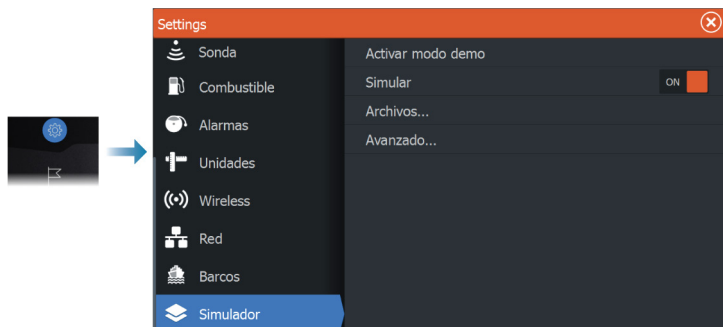 Settings
Sonda
Combustible
Alarmas
Unidades
Wireless
Red
Barcos
Simulador
Activar modo demo
Simular ON
Archivos...
Avanzado...